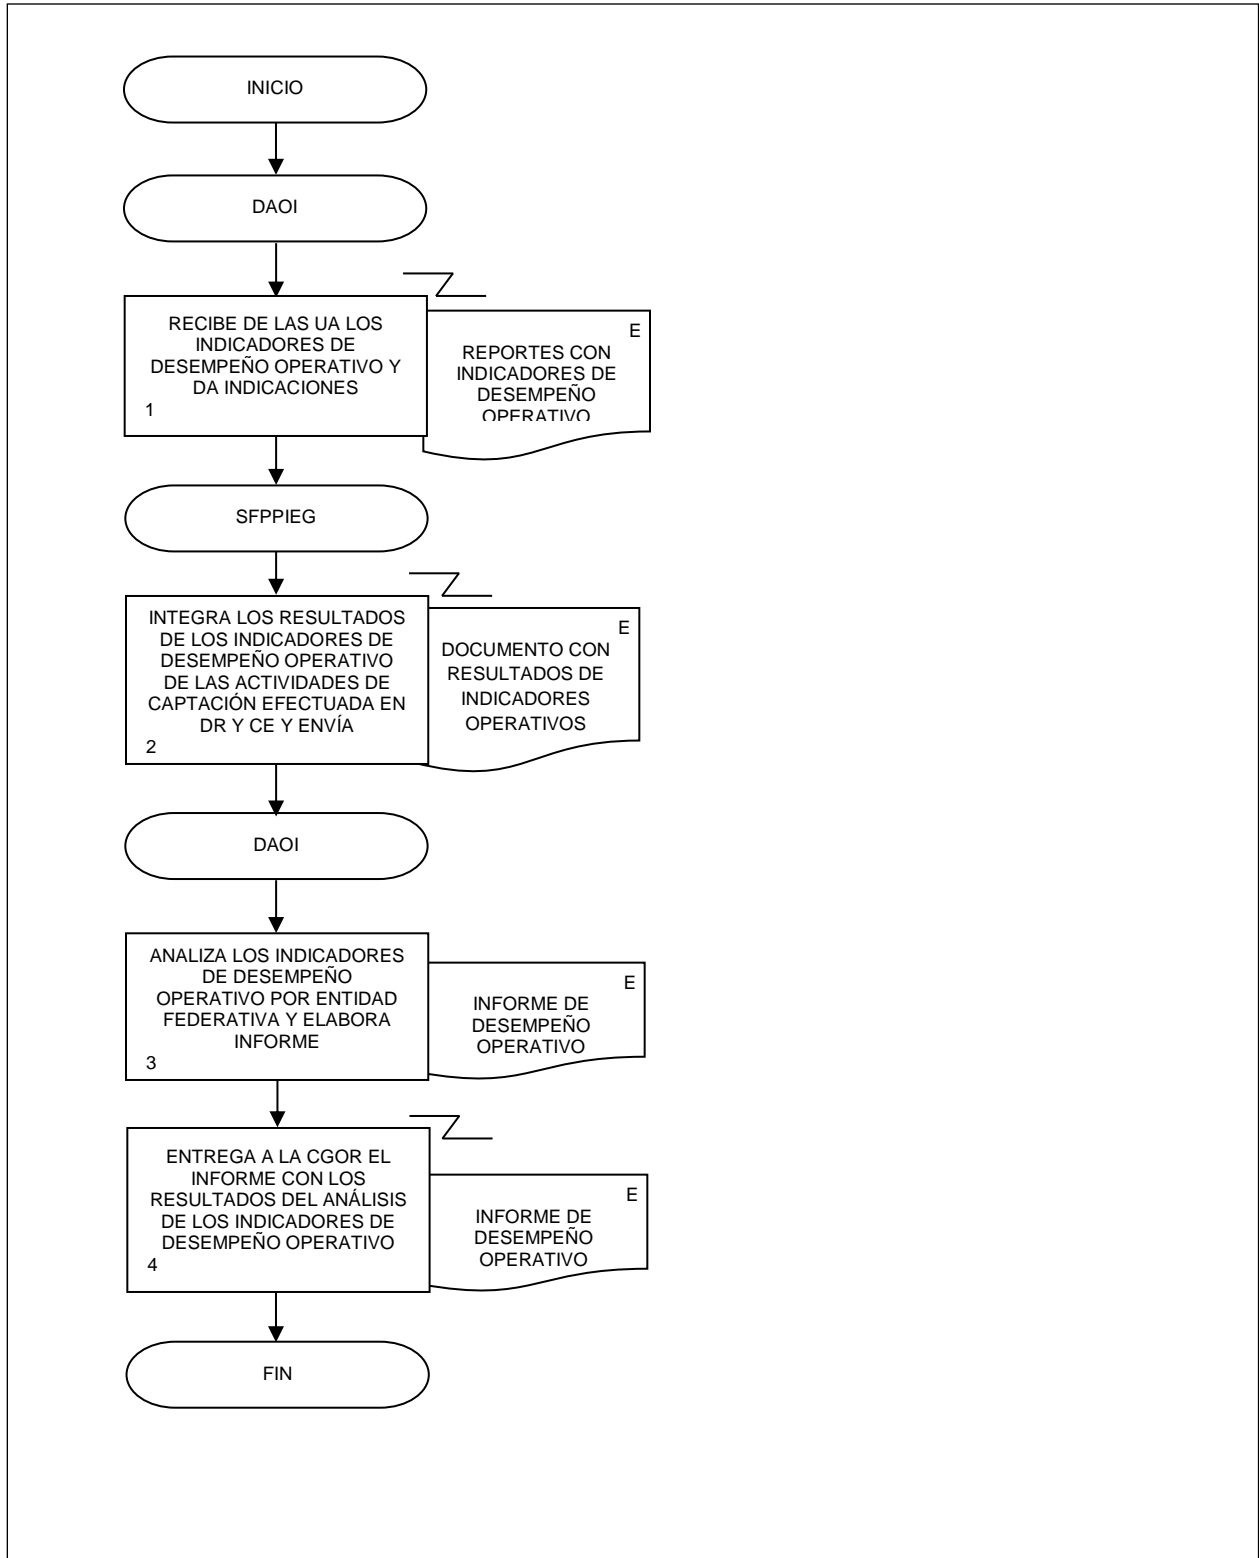 INICIO
DAOI
RECIBE DE LAS UA LOS
INDICADORES DE
DESEMPEÑO OPERATIVO Y
DA INDICACIONES
1
E
REPORTES CON
INDICADORES DE
DESEMPEÑO
OPERATIVO
SFPPIEG
INTEGRA LOS RESULTADOS
DE LOS INDICADORES DE
DESEMPEÑO OPERATIVO
DE LAS ACTIVIDADES DE
CAPTACIÓN EFECTUADA EN
DR Y CE Y ENVÍA
2
E
DOCUMENTO CON
RESULTADOS DE
INDICADORES
OPERATIVOS
DAOI
ANALIZA LOS INDICADORES
DE DESEMPEÑO
OPERATIVO POR ENTIDAD
FEDERATIVA Y ELABORA
INFORME
3
E
INFORME DE
DESEMPEÑO
OPERATIVO
ENTREGA A LA CGOR EL
INFORME CON LOS
RESULTADOS DEL ANÁLISIS
DE LOS INDICADORES DE
DESEMPEÑO OPERATIVO
4
E
INFORME DE
DESEMPEÑO
OPERATIVO
FIN